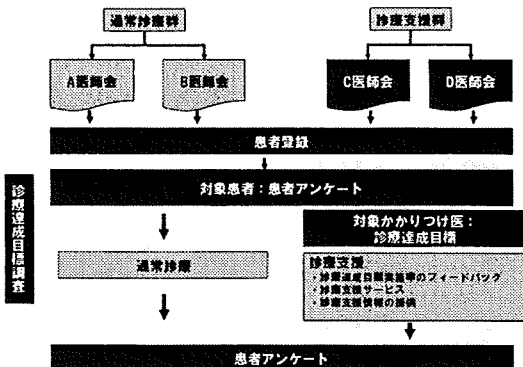 通常診療群
診療支援群
A医師会
B医師会
C医師会
D医師会
患者登録
対象患者：患者アンケート
診療達成目標調査
対象かかりつけ医：
診療達成目標
通常診療
診療支援
・診療達成目標実施率のフィードバック
・診療支援サービス
・診療支援情報の提供
患者アンケート